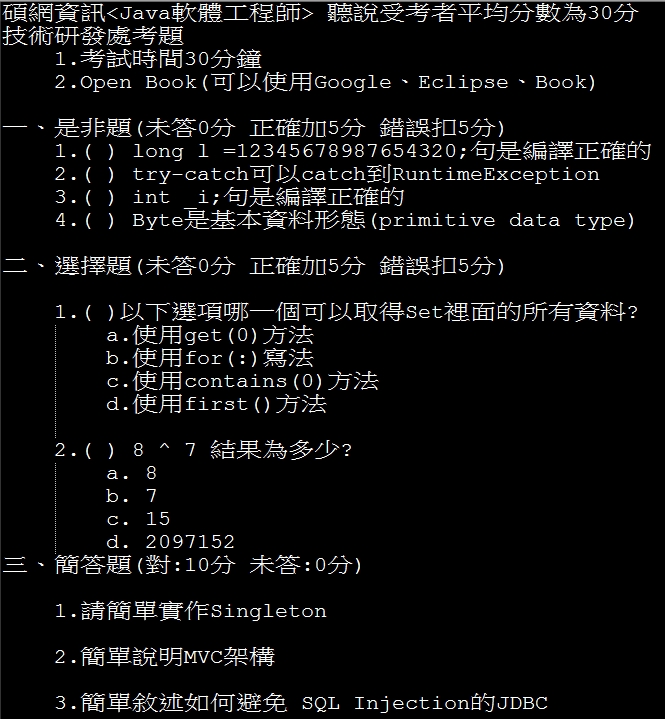 碩網資訊<Java軟體工程師> 聽說受考者平均分數為30分
技術研發處考題
1.考試時間30分鐘
2.Open Book(可以使用Google、Eclipse、Book)
一、是非題(未答0分 正確加5分 錯誤扣5分)
1.( ) long l =12345678987654320;句是編譯正確的
2.( ) try-catch可以catch到RuntimeException
3.( ) int _i;句是編譯正確的
4.( ) Byte是基本資料形態(primitive data type)
二、選擇題(未答0分 正確加5分 錯誤扣5分)
1.( )以下選項哪一個可以取得Set裡面的所有資料?
a.使用get(0)方法
b.使用for(:)寫法
c.使用contains(0)方法
d.使用first()方法
2.( ) 8 ^ 7 結果為多少?
a. 8
b. 7
c. 15
d. 2097152
三、簡答題(對:10分 未答:0分)
1.請簡單實作Singleton
2.簡單說明MVC架構
3.簡單敘述如何避免 SQL Injection的JDBC